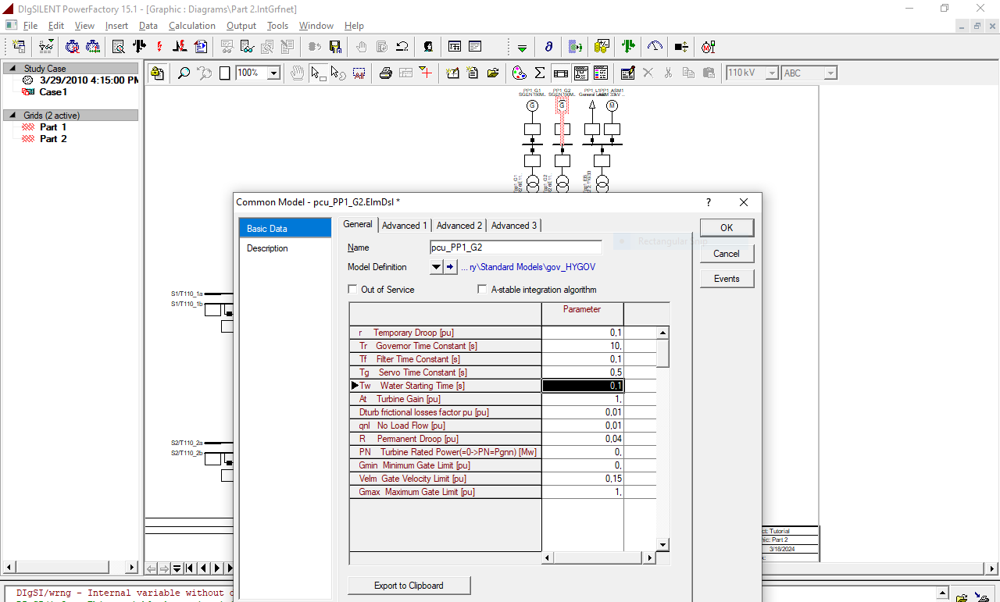 DIgSILENT PowerFactory 15.1 - [Graphic : Diagrams\Part 2.IntGrfnet]
File Edit View Insert Data Calculation Output Tools Window Help
100%
110 kV
ABC
Study Case
3/29/2010 4:15:00 PM
Case1
Grids (2 active)
Part 1
Part 2
PP1_G1
PP1_G2
G
G
M
S1/T110_1a
S1/T110_1b
S2/T110_2a
S2/T110_2b
Common Model - pcu_PP1_G2.ElmDsl *
?
Basic Data
Description
General Advanced 1 Advanced 2 Advanced 3
Name pcu_PP1_G2
Model Definition ... ry\Standard Models\gov_HYGOV
Out of Service A-stable integration algorithm
Rectangular Snip
OK
Cancel
Events
Parameter
r Temporary Droop [pu] 0,1
Tr Governor Time Constant [s] 10,
Tf Filter Time Constant [s] 0,1
Tg Servo Time Constant [s] 0,5
Tw Water Starting Time [s] 0,1
At Turbine Gain [pu] 1,
Dturb frictional losses factor pu [pu] 0,01
qnl No Load Flow [pu] 0,01
R Permanent Droop [pu] 0,04
PN Turbine Rated Power(=0->PN=Pgnn) [Mw] 0,
Gmin Minimum Gate Limit [pu] 0,
Velm Gate Velocity Limit [pu] 0,15
Gmax Maximum Gate Limit [pu] 1,
Export to Clipboard
ct: Tutorial
hic: Part 2
3/18/2024
DIgSI/wrng - Internal variable without